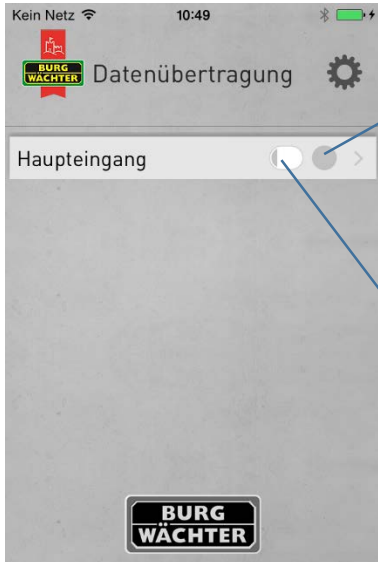 Kein Netz 10:49
BURG
WÄCHTER
Datenübertragung
Haupteingang
BURG
WÄCHTER